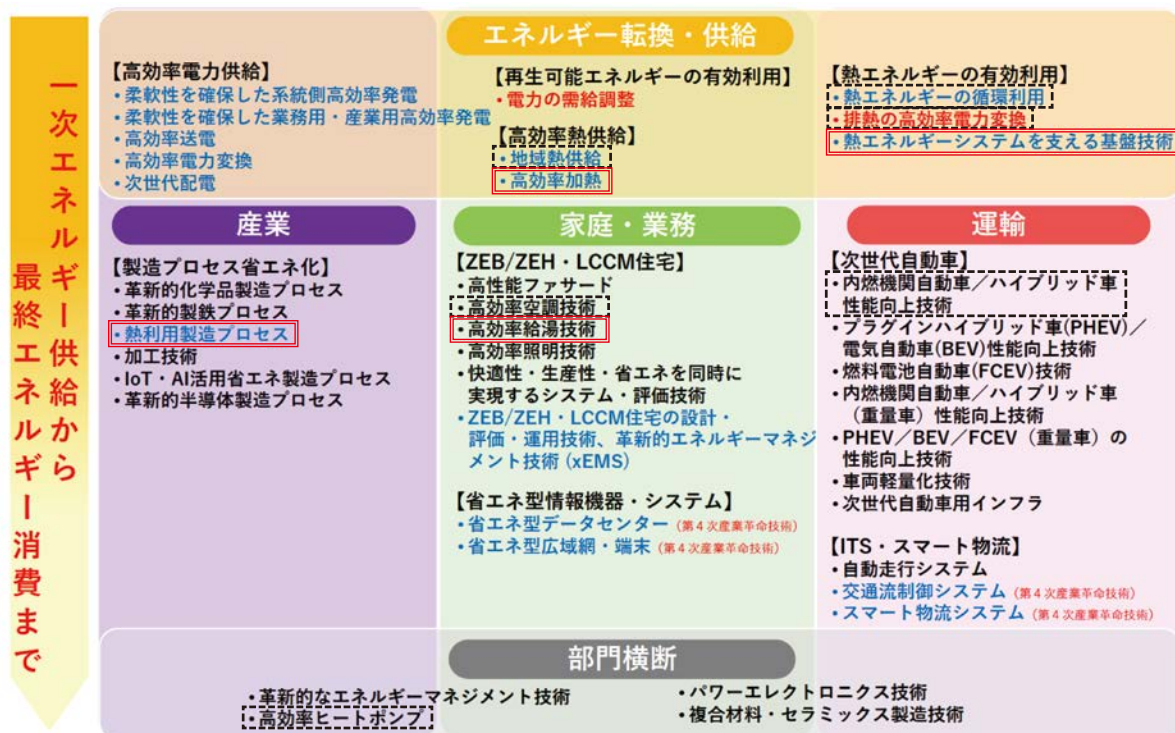 一次エネルギー供給から
最終エネルギー消費まで
エネルギー転換・供給
【高効率電力供給】
・柔軟性を確保した系統側高効率発電
・柔軟性を確保した業務用・産業用高効率発電
・高効率送電
・高効率電力変換
・次世代配電
【再生可能エネルギーの有効利用】
・電力の需給調整
【高効率熱供給】
・地域熱供給
・高効率加熱
【熱エネルギーの有効利用】
・熱エネルギーの循環利用
・排熱の高効率電力変換
・熱エネルギーシステムを支える基盤技術
産業
【製造プロセス省エネ化】
・革新的化学品製造プロセス
・革新的製鉄プロセス
・熱利用製造プロセス
・加工技術
・IoT・AI活用省エネ製造プロセス
・革新的半導体製造プロセス
家庭・業務
【ZEB/ZEH・LCCM住宅】
・高性能ファサード
・高効率空調技術
・高効率給湯技術
・高効率照明技術
・快適性・生産性・省エネを同時に
実現するシステム・評価技術
・ZEB/ZEH・LCCM住宅の設計・
評価・運用技術、革新的エネルギーマネジ
メント技術 (xEMS)
【省エネ型情報機器・システム】
・省エネ型データセンター (第4次産業革命技術)
・省エネ型広域網・端末 (第4次産業革命技術)
運輸
【次世代自動車】
・内燃機関自動車／ハイブリッド車
性能向上技術
・プラグインハイブリッド車(PHEV)／
電気自動車(BEV)性能向上技術
・燃料電池自動車(FCEV)技術
・内燃機関自動車／ハイブリッド車
（重量車）性能向上技術
・PHEV／BEV／FCEV（重量車）の
性能向上技術
・車両軽量化技術
・次世代自動車用インフラ
【ITS・スマート物流】
・自動走行システム
・交通流制御システム (第4次産業革命技術)
・スマート物流システム (第4次産業革命技術)
部門横断
・革新的なエネルギーマネジメント技術
・高効率ヒートポンプ
・パワーエレクトロニクス技術
・複合材料・セラミックス製造技術